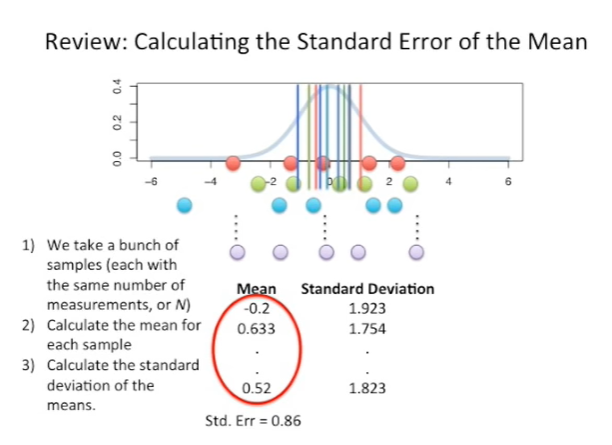 Review: Calculating the Standard Error of the Mean
0.4
0.2
0.0
-6 -4 -2 0 2 4 6
1) We take a bunch of
samples (each with
the same number of
measurements, or N)
2) Calculate the mean for
each sample
3) Calculate the standard
deviation of the
means.
Mean Standard Deviation
-0.2 1.923
0.633 1.754
. .
. .
0.52 1.823
Std. Err = 0.86